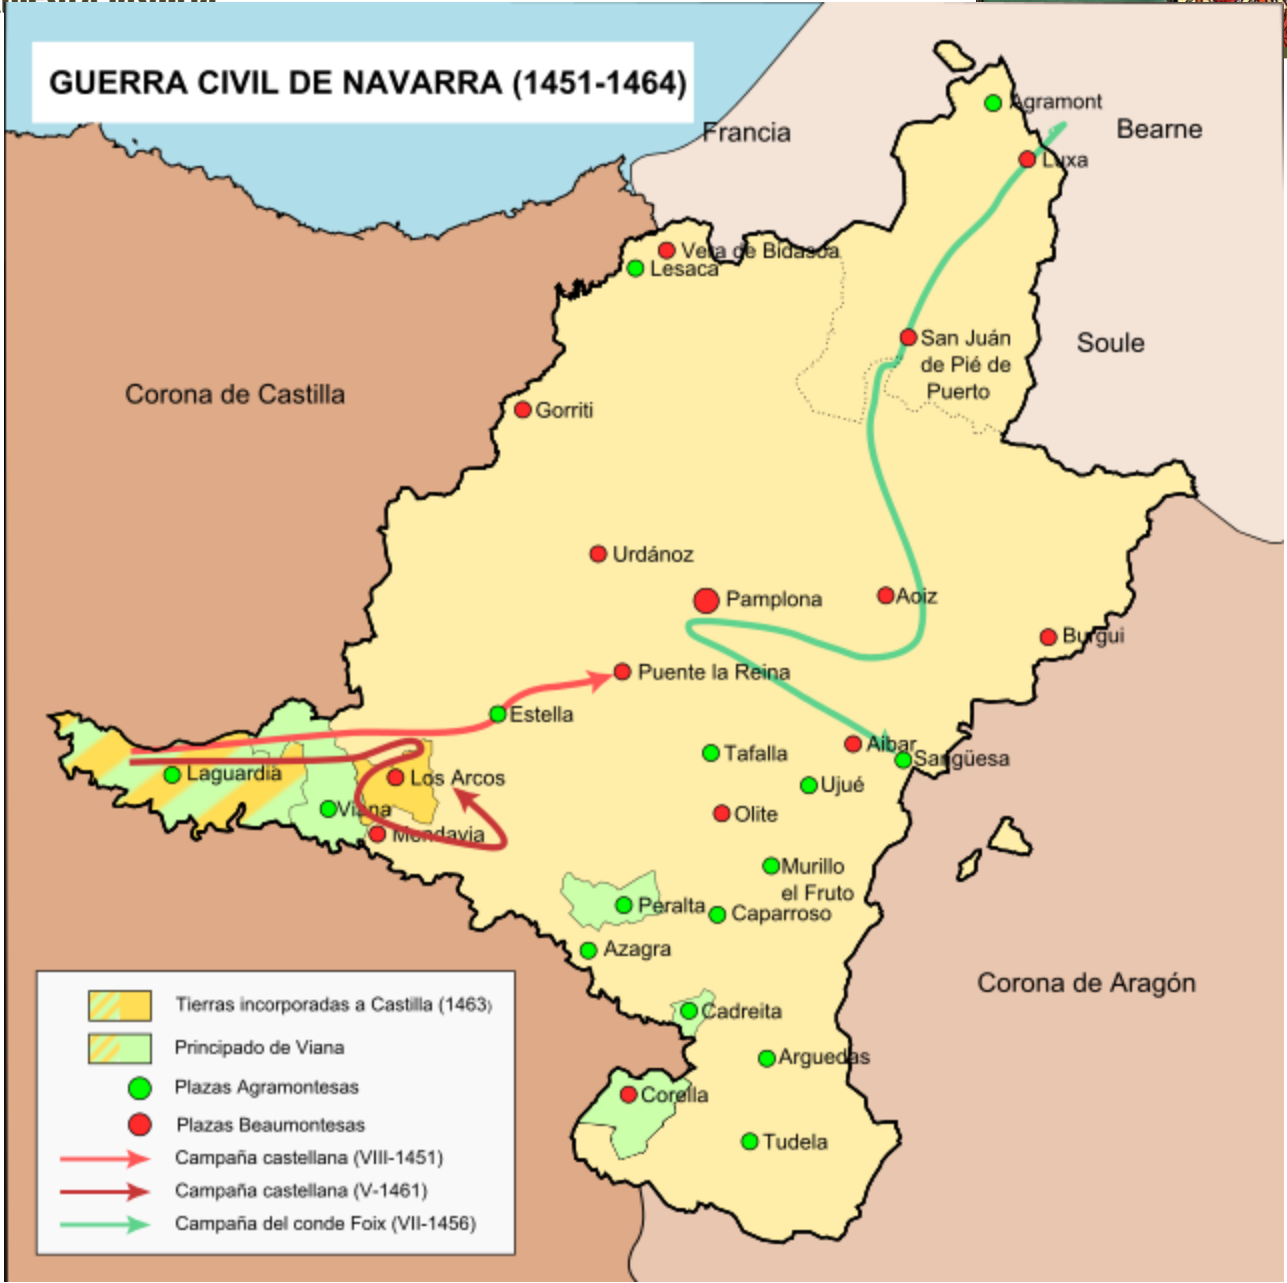 GUERRA CIVIL DE NAVARRA (1451-1464)
Agramont
Francia
Bearne
Luxa
Vera de Bidasoa
Lesaca
San Juán
de Pié de
Puerto
Soule
Corona de Castilla
Gorriti
Urdánoz
Pamplona
Aoiz
Burgui
Puente la Reina
Estella
Tafalla
Aibar
Sangüesa
Laguardia
Los Arcos
Ujué
Viana
Olite
Mendavia
Murillo
el Fruto
Peralta
Caparroso
Azagra
Corona de Aragón
Cadreita
Arguedas
Corella
Tudela
Tierras incorporadas a Castilla (1463)
Principado de Viana
Plazas Agramontesas
Plazas Beaumontesas
Campaña castellana (VIII-1451)
Campaña castellana (V-1461)
Campaña del conde Foix (VII-1456)